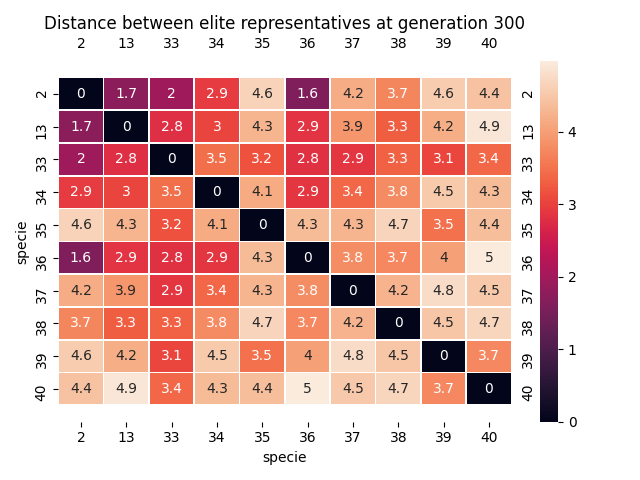 Distance between elite representatives at generation 300
2 13 33 34 35 36 37 38 39 40
2 0 1.7 2 2.9 4.6 1.6 4.2 3.7 4.6 4.4 2
13 1.7 0 2.8 3 4.3 2.9 3.9 3.3 4.2 4.9 13
33 2 2.8 0 3.5 3.2 2.8 2.9 3.3 3.1 3.4 33
34 2.9 3 3.5 0 4.1 2.9 3.4 3.8 4.5 4.3 34
35 4.6 4.3 3.2 4.1 0 4.3 4.3 4.7 3.5 4.4 35
36 1.6 2.9 2.8 2.9 4.3 0 3.8 3.7 4 5 36
37 4.2 3.9 2.9 3.4 4.3 3.8 0 4.2 4.8 4.5 37
38 3.7 3.3 3.3 3.8 4.7 3.7 4.2 0 4.5 4.7 38
39 4.6 4.2 3.1 4.5 3.5 4 4.8 4.5 0 3.7 39
40 4.4 4.9 3.4 4.3 4.4 5 4.5 4.7 3.7 0 40
2 13 33 34 35 36 37 38 39 40
specie
specie
4
3
2
1
0